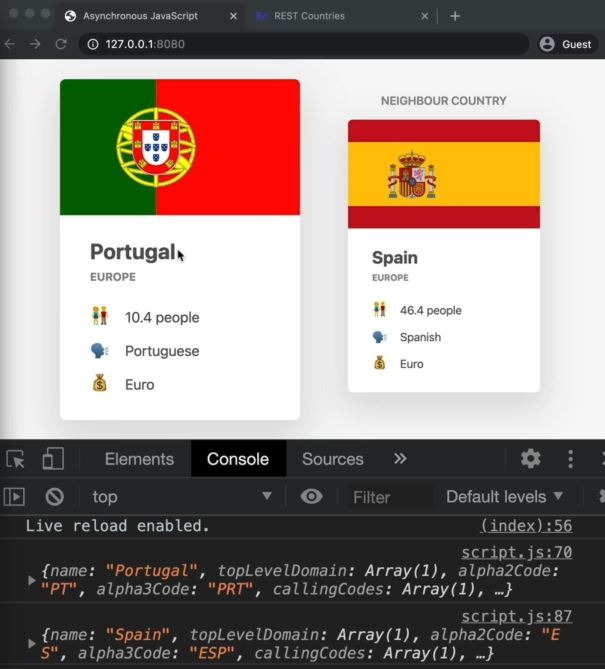 Asynchronous JavaScript
REST Countries
127.0.0.1:8080
Guest
Portugal
EUROPE
10.4 people
Portuguese
Euro
NEIGHBOUR COUNTRY
Spain
EUROPE
46.4 people
Spanish
Euro
Elements Console Sources
top Filter Default levels
Live reload enabled. (index):56
script.js:70
{name: "Portugal", topLevelDomain: Array(1), alpha2Code:
"PT", alpha3Code: "PRT", callingCodes: Array(1), …}
script.js:87
{name: "Spain", topLevelDomain: Array(1), alpha2Code: "E
S", alpha3Code: "ESP", callingCodes: Array(1), …}